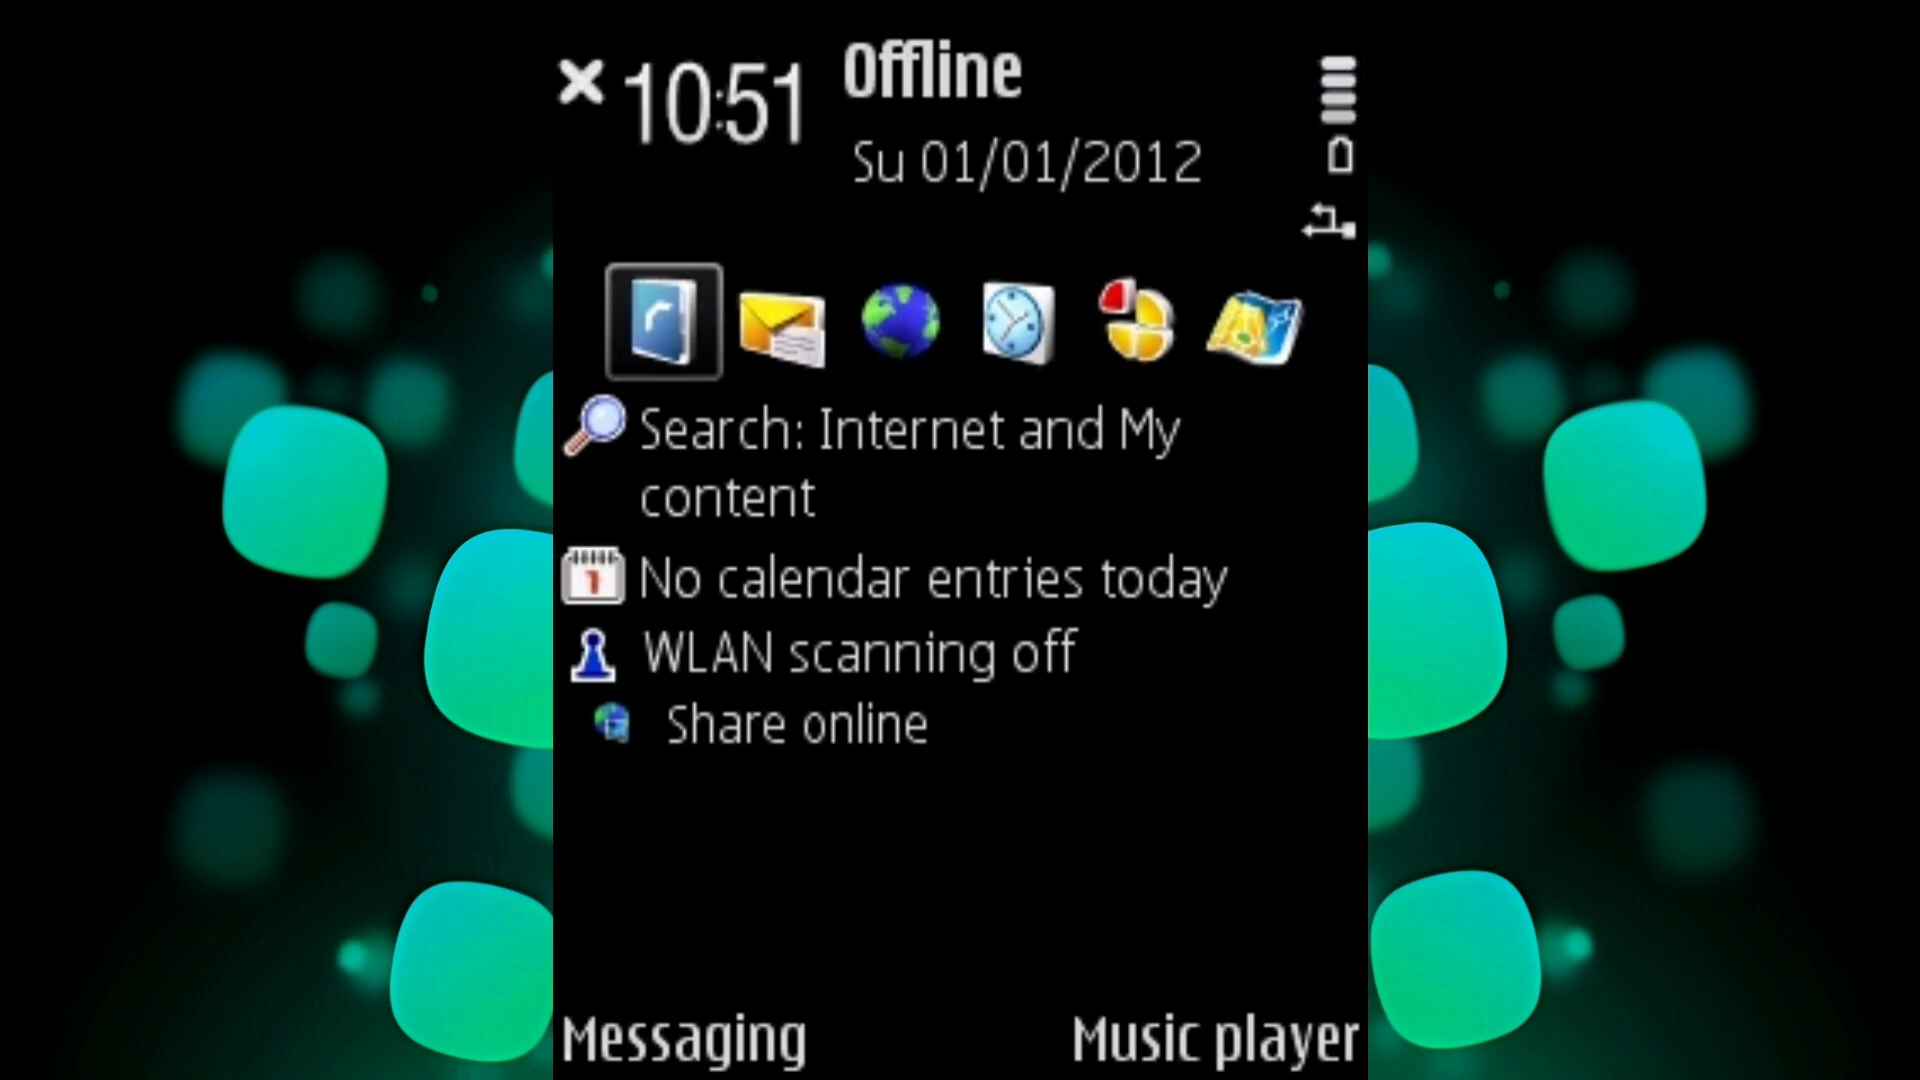 10:51
Offline
Su 01/01/2012
Search: Internet and My
content
1
No calendar entries today
WLAN scanning off
Share online
Messaging
Music player